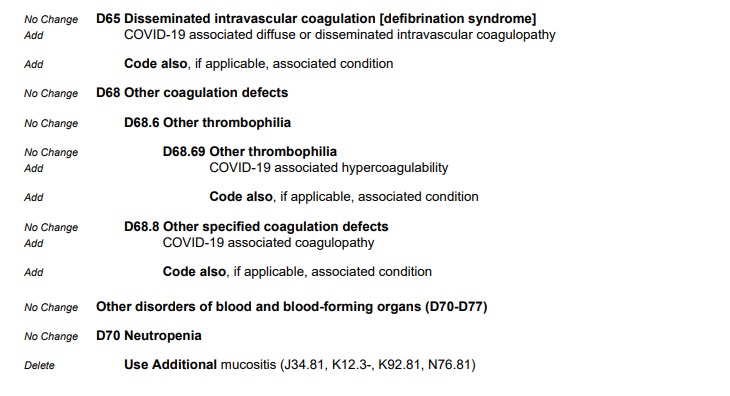 No Change D65 Disseminated intravascular coagulation [defibrination syndrome]
Add COVID-19 associated diffuse or disseminated intravascular coagulopathy
Add Code also, if applicable, associated condition
No Change D68 Other coagulation defects
No Change D68.6 Other thrombophilia
No Change D68.69 Other thrombophilia
Add COVID-19 associated hypercoagulability
Add Code also, if applicable, associated condition
No Change D68.8 Other specified coagulation defects
Add COVID-19 associated coagulopathy
Add Code also, if applicable, associated condition
No Change Other disorders of blood and blood-forming organs (D70-D77)
No Change D70 Neutropenia
Delete Use Additional mucositis (J34.81, K12.3-, K92.81, N76.81)